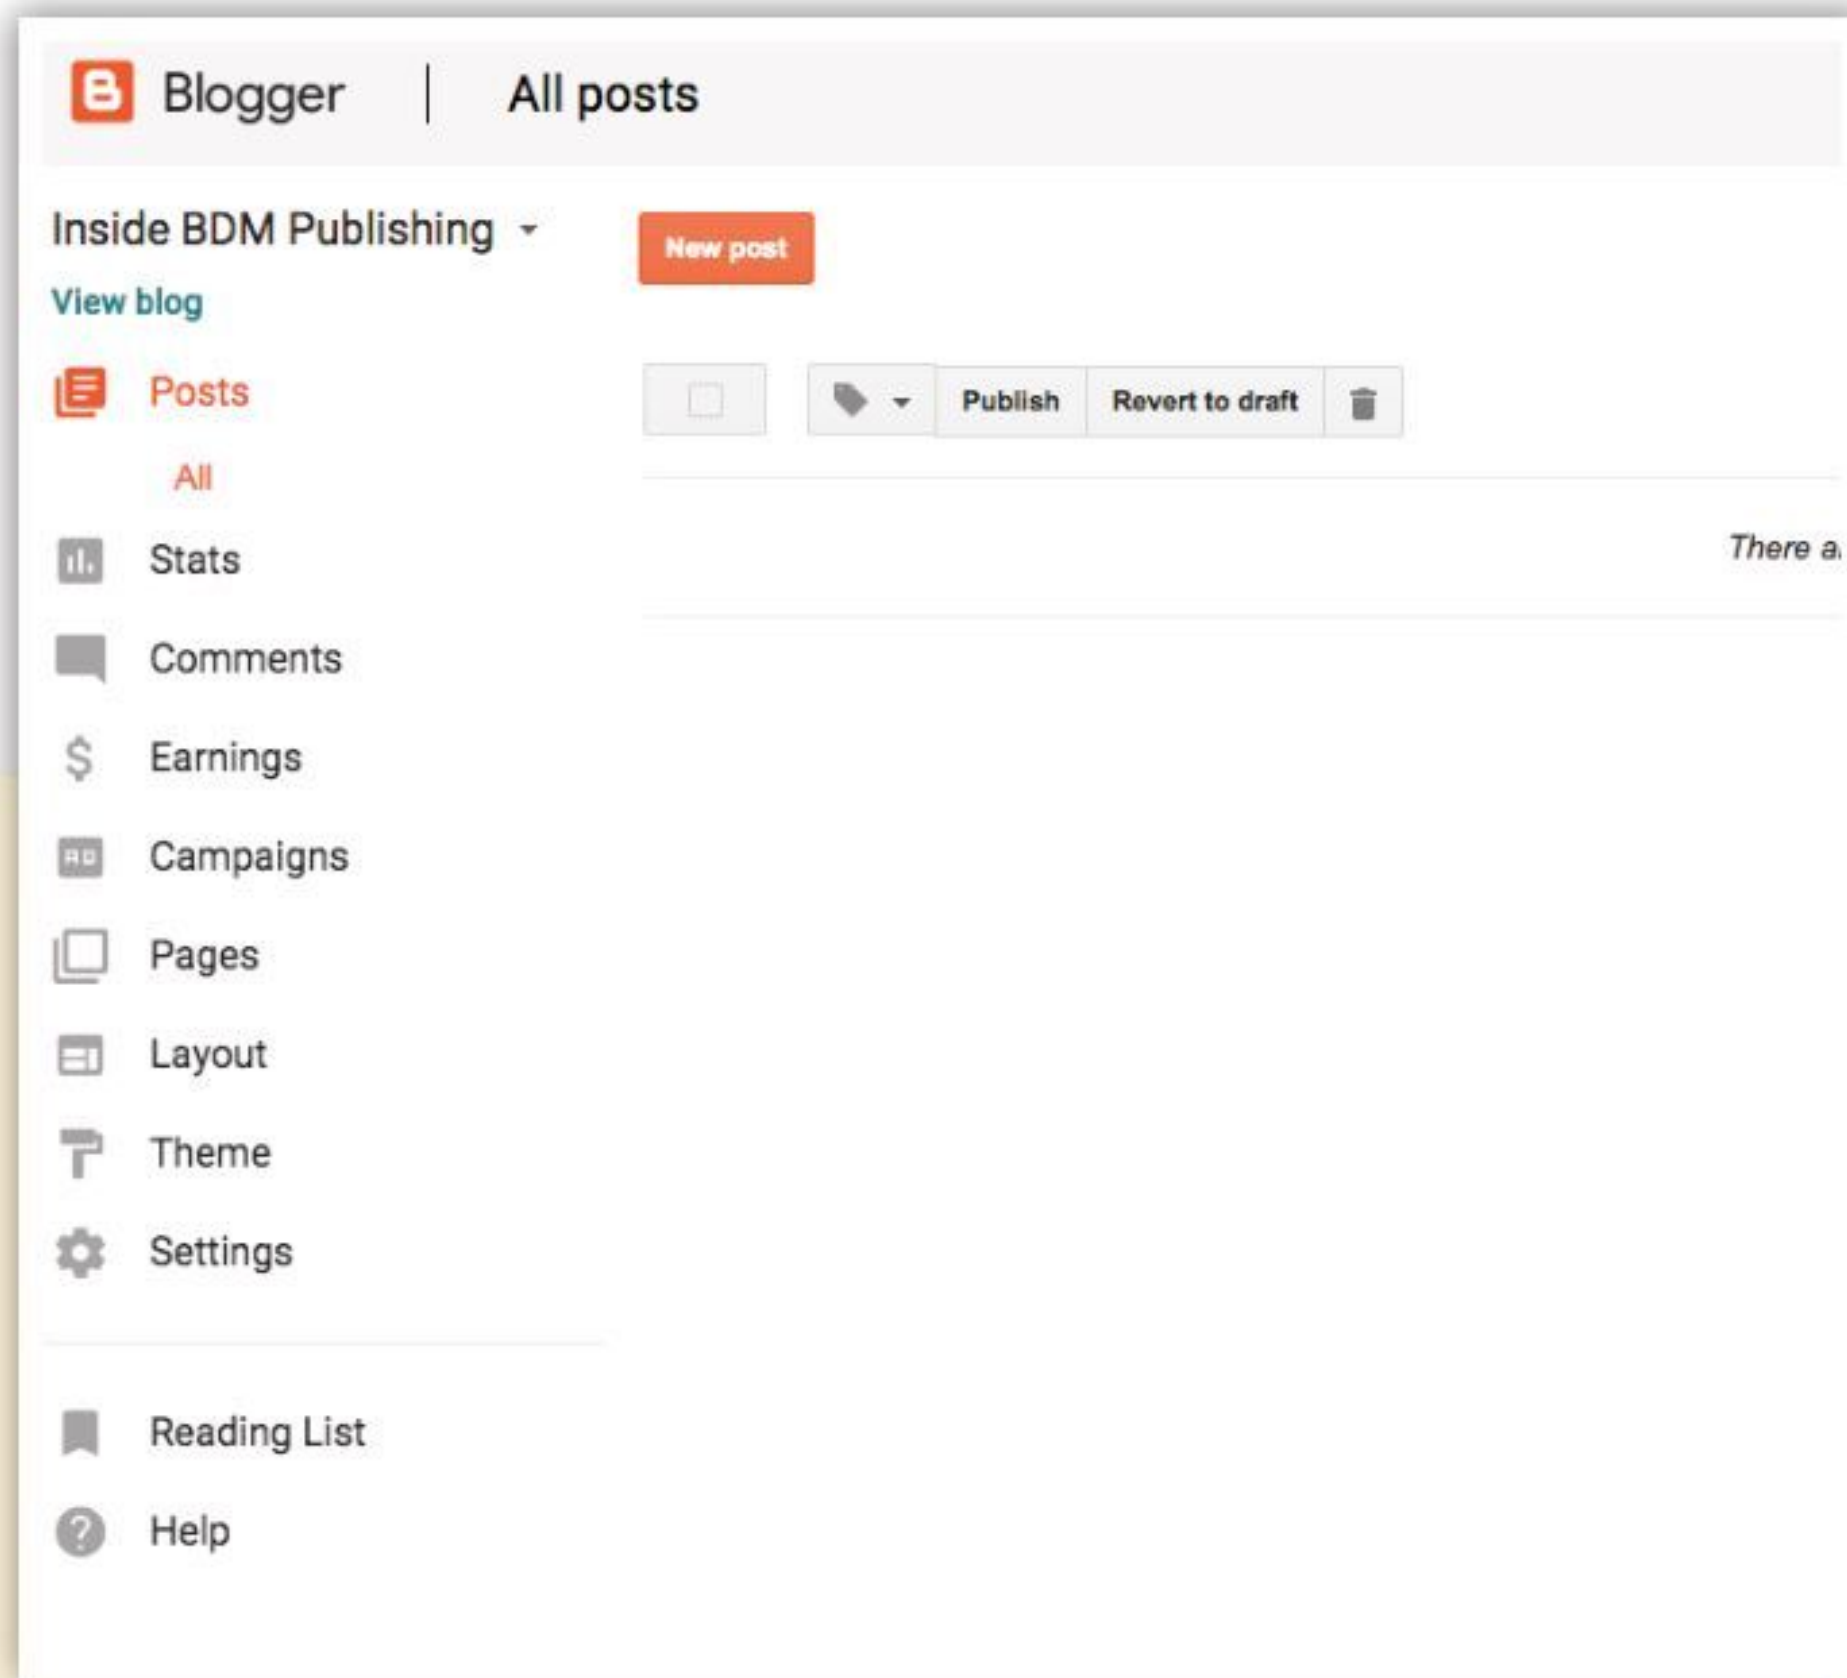 Blogger | All posts
Inside BDM Publishing
New post
View blog
Posts
Publish
Revert to draft
All
There
Stats
Comments
Earnings
Campaigns
Pages
Layout
Theme
Settings
Reading List
Help